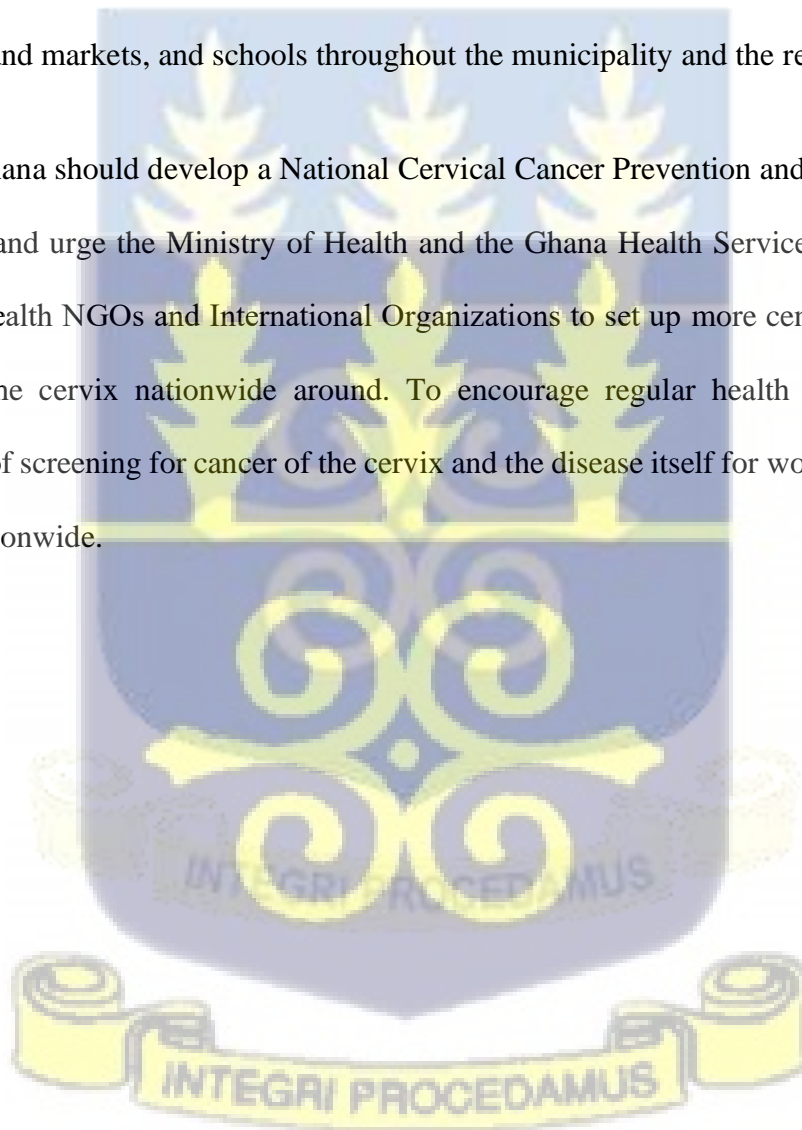 and markets, and schools throughout the municipality and the re
ana should develop a National Cervical Cancer Prevention and
and urge the Ministry of Health and the Ghana Health Service
ealth NGOs and International Organizations to set up more cen
he cervix nationwide around. To encourage regular health
of screening for cancer of the cervix and the disease itself for wo
onwide.
INTEGRI PROCEDAMUS
INTEGRI PROCEDAMUS